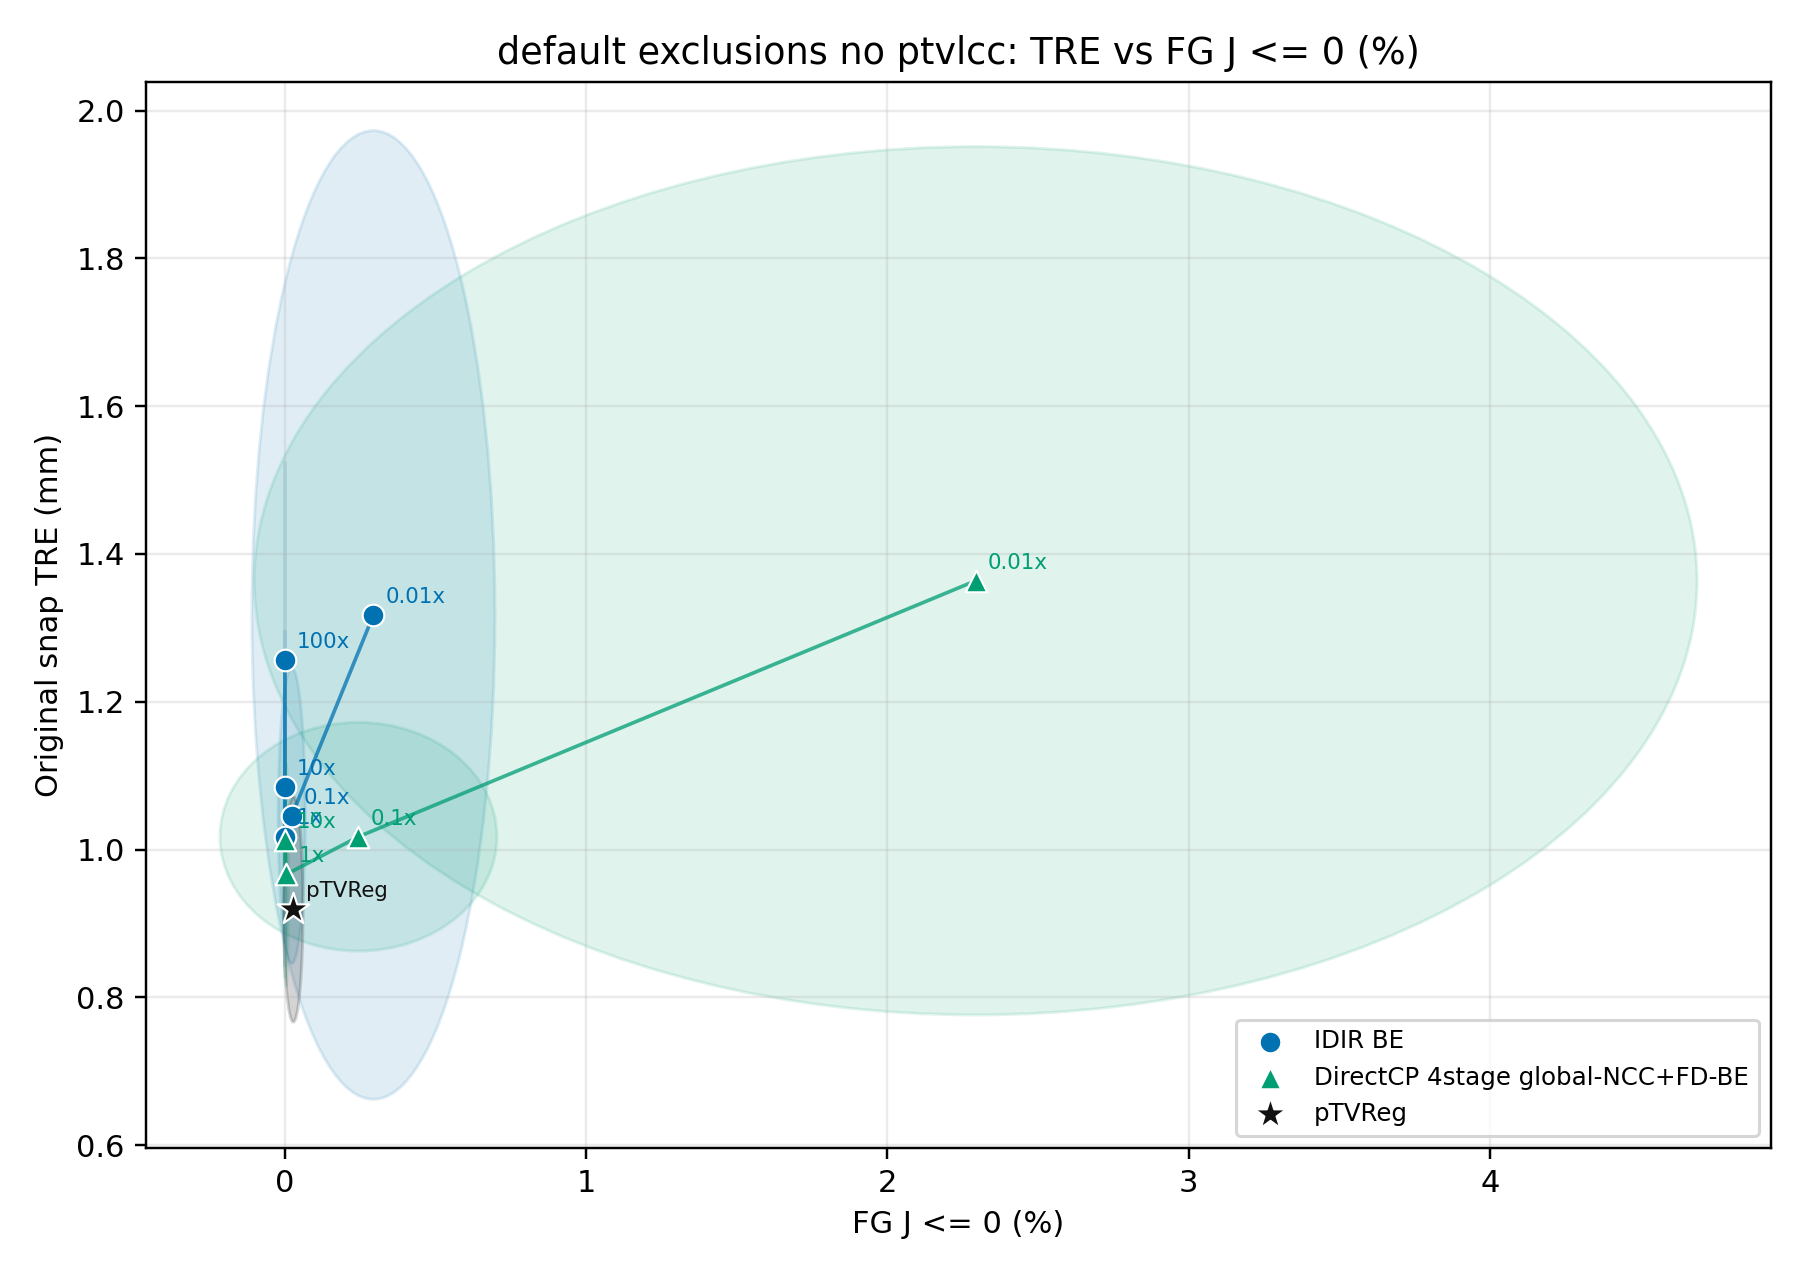 default exclusions no ptvlcc: TRE vs FG J <= 0 (%)
Original snap TRE (mm)
2.0
1.8
1.6
1.4
1.2
1.0
0.8
0.6
0.01x
0.01x
100x
10x
0.1x
1x
10x
0.1x
1x
pTVReg
IDIR BE
DirectCP 4stage global-NCC+FD-BE
pTVReg
0
1
2
3
4
FG J <= 0 (%)